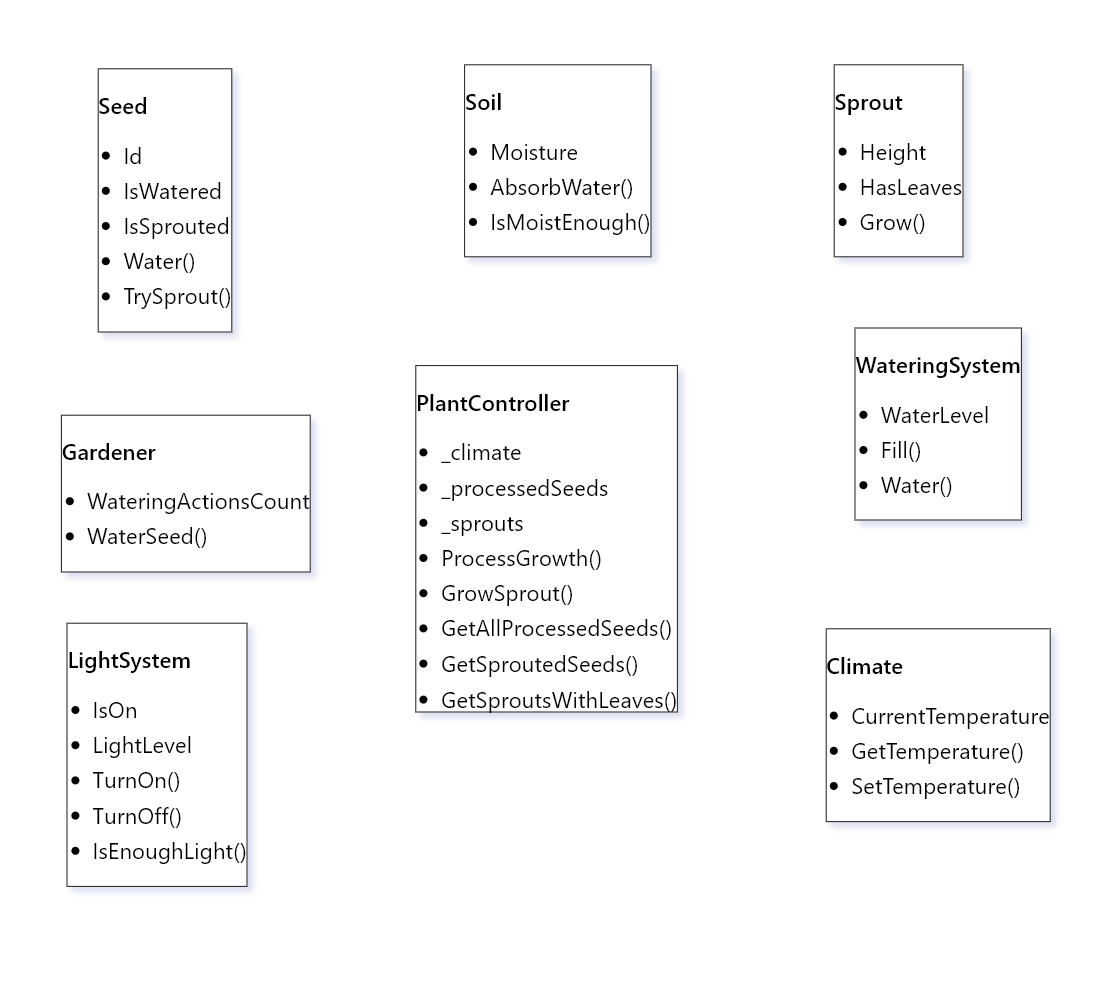 Seed
Id
IsWatered
IsSprouted
Water()
TrySprout()
Soil
Moisture
AbsorbWater()
IsMoistEnough()
Sprout
Height
HasLeaves
Grow()
Gardener
WateringActionsCount
WaterSeed()
PlantController
_climate
_processedSeeds
_sprouts
ProcessGrowth()
GrowSprout()
GetAllProcessedSeeds()
GetSproutedSeeds()
GetSproutsWithLeaves()
WateringSystem
WaterLevel
Fill()
Water()
LightSystem
IsOn
LightLevel
TurnOn()
TurnOff()
IsEnoughLight()
Climate
CurrentTemperature
GetTemperature()
SetTemperature()